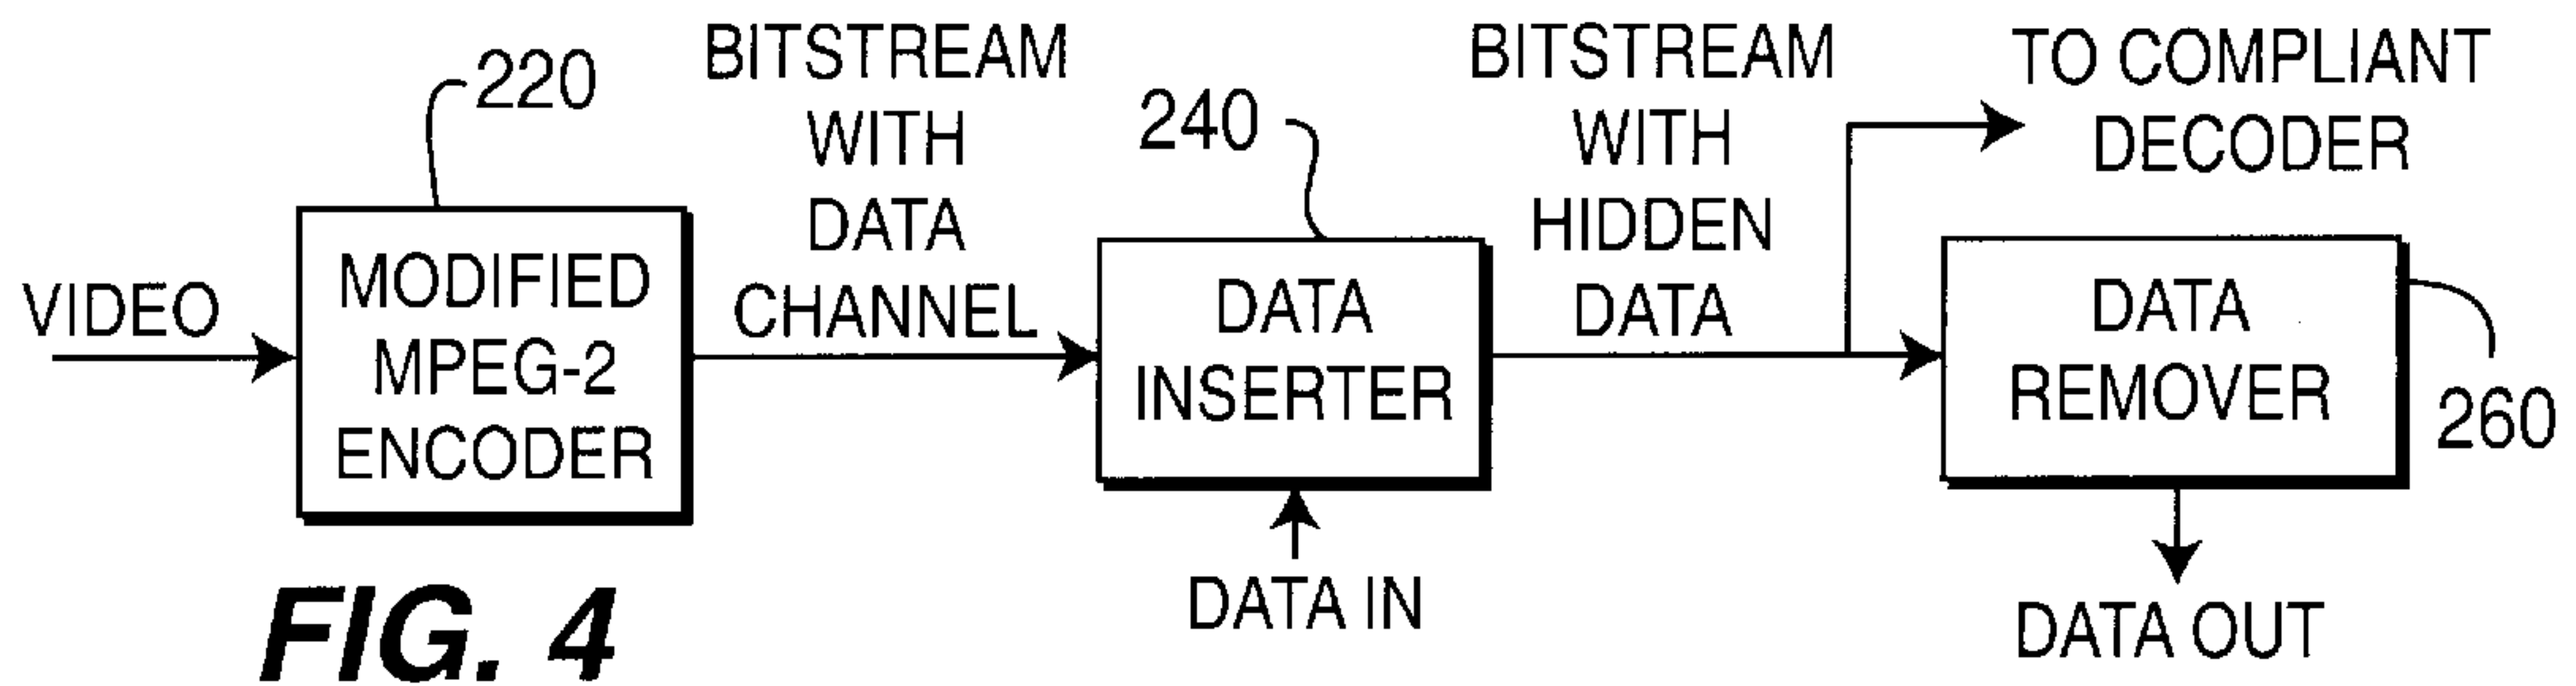 VIDEO
220
MODIFIED
MPEG-2
ENCODER
BITSTREAM
WITH
DATA
CHANNEL
240
DATA
INSERTER
DATA IN
BITSTREAM
WITH
HIDDEN
DATA
TO COMPLIANT
DECODER
DATA
REMOVER
260
DATA OUT
FIG. 4